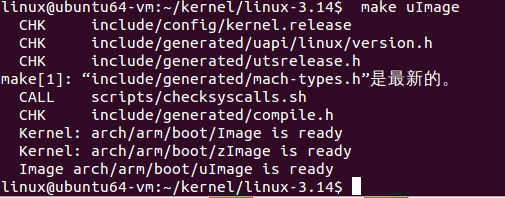 linux@ubuntu64-vm:~/kernel/linux-3.14$  make uImage
  CHK     include/config/kernel.release
  CHK     include/generated/uapi/linux/version.h
  CHK     include/generated/utsrelease.h
make[1]: “include/generated/mach-types.h”是最新的。
  CALL    scripts/checksyscalls.sh
  CHK     include/generated/compile.h
  Kernel: arch/arm/boot/Image is ready
  Kernel: arch/arm/boot/zImage is ready
  Image arch/arm/boot/uImage is ready
linux@ubuntu64-vm:~/kernel/linux-3.14$